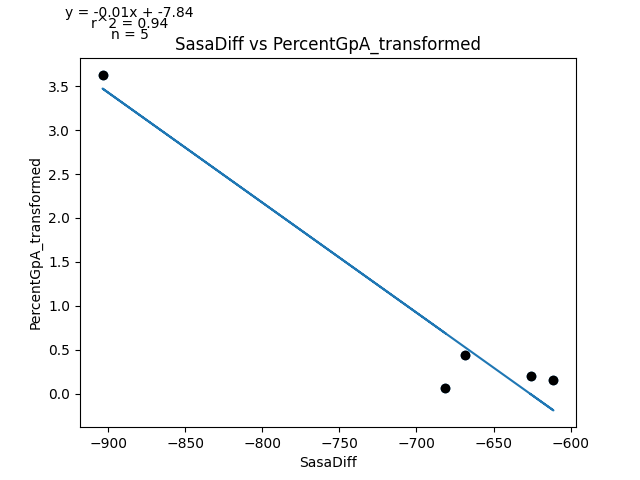 y = -0.01x + -7.84
r^2 = 0.94
n = 5
SasaDiff vs PercentGpA_transformed
PercentGpA_transformed
3.5
3.0
2.5
2.0
1.5
1.0
0.5
0.0
−900 −850 −800 −750 −700 −650 −600
SasaDiff